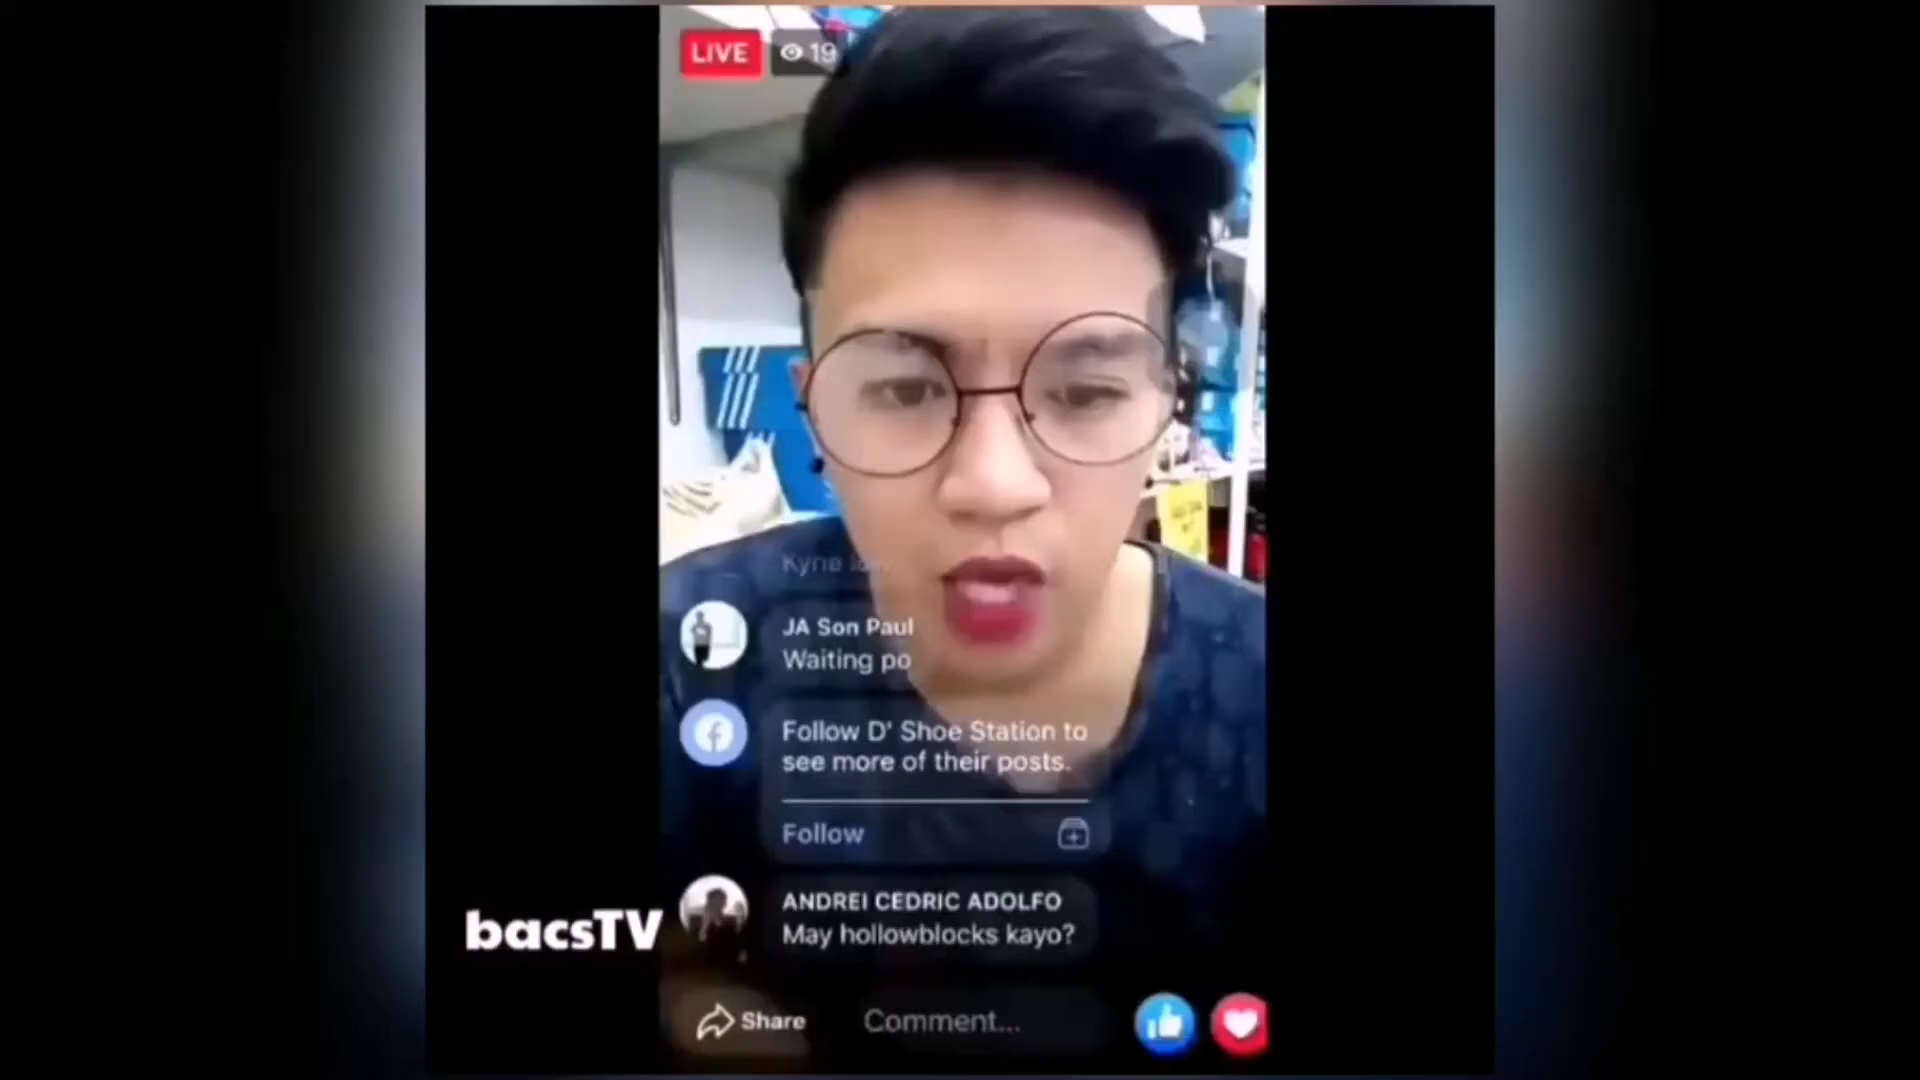 LIVE 19
Kyrie
JA Son Paul
Waiting po
Follow D' Shoe Station to
see more of their posts.
Follow
ANDREI CEDRIC ADOLFO
May hollowblocks kayo?
bacsTV
Share Comment...